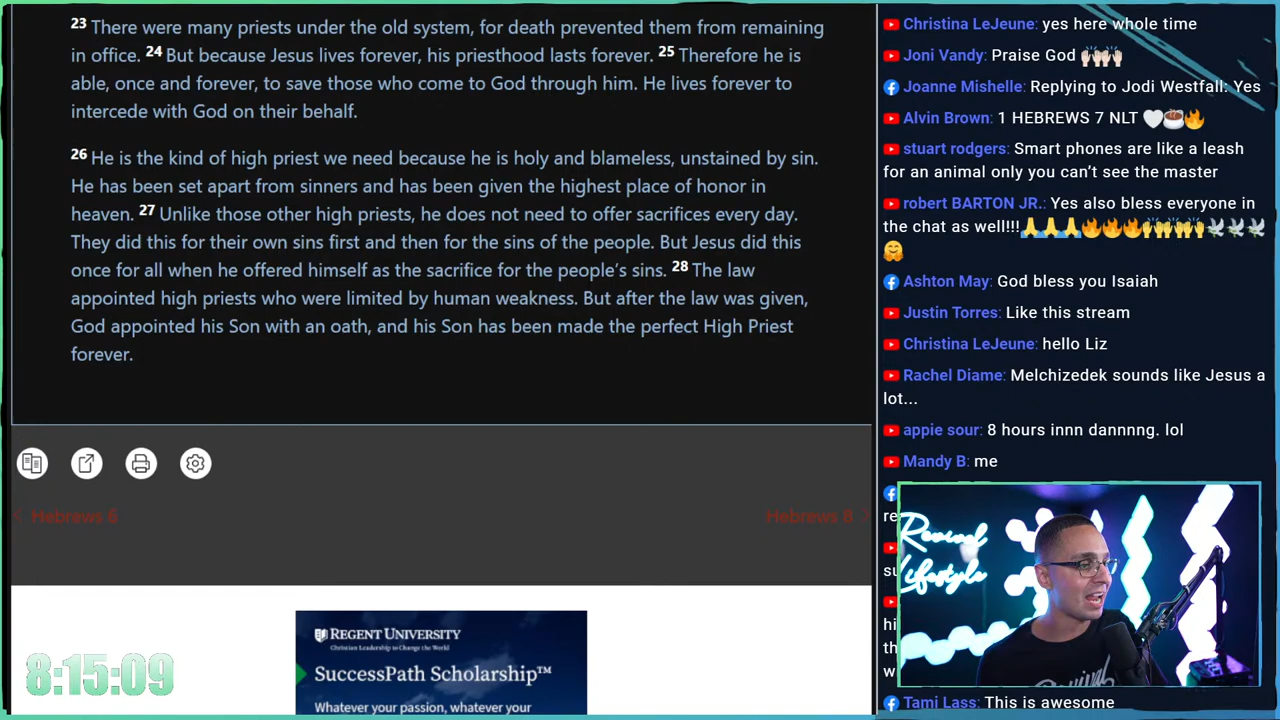 23 There were many priests under the old system, for death prevented them from remaining
in office. 24 But because Jesus lives forever, his priesthood lasts forever. 25 Therefore he is
able, once and forever, to save those who come to God through him. He lives forever to
intercede with God on their behalf.
26 He is the kind of high priest we need because he is holy and blameless, unstained by sin.
He has been set apart from sinners and has been given the highest place of honor in
heaven. 27 Unlike those other high priests, he does not need to offer sacrifices every day.
They did this for their own sins first and then for the sins of the people. But Jesus did this
once for all when he offered himself as the sacrifice for the people's sins. 28 The law
appointed high priests who were limited by human weakness. But after the law was given,
God appointed his Son with an oath, and his Son has been made the perfect High Priest
forever.
< Hebrews 6
Hebrews 8 >
REGENT UNIVERSITY
Christian Leadership to Change the World
SuccessPath Scholarship™
Whatever your passion, whatever your
8:15:09
Christina LeJeune: yes here whole time
Joni Vandy: Praise God 🙌🏻🙌🏻
Joanne Mishelle: Replying to Jodi Westfall: Yes
Alvin Brown: 1 HEBREWS 7 NLT 🤍☕🔥
stuart rodgers: Smart phones are like a leash
for an animal only you can't see the master
robert BARTON JR.: Yes also bless everyone in
the chat as well!!!🙏🙏🙏🔥🔥🔥🙌🙌🙌🕊🕊🕊
🤗
Ashton May: God bless you Isaiah
Justin Torres: Like this stream
Christina LeJeune: hello Liz
Rachel Diame: Melchizedek sounds like Jesus a
lot...
appie sour: 8 hours innn dannnng. lol
Mandy B: me
Revival
Lifestyle
Tami Lass: This is awesome